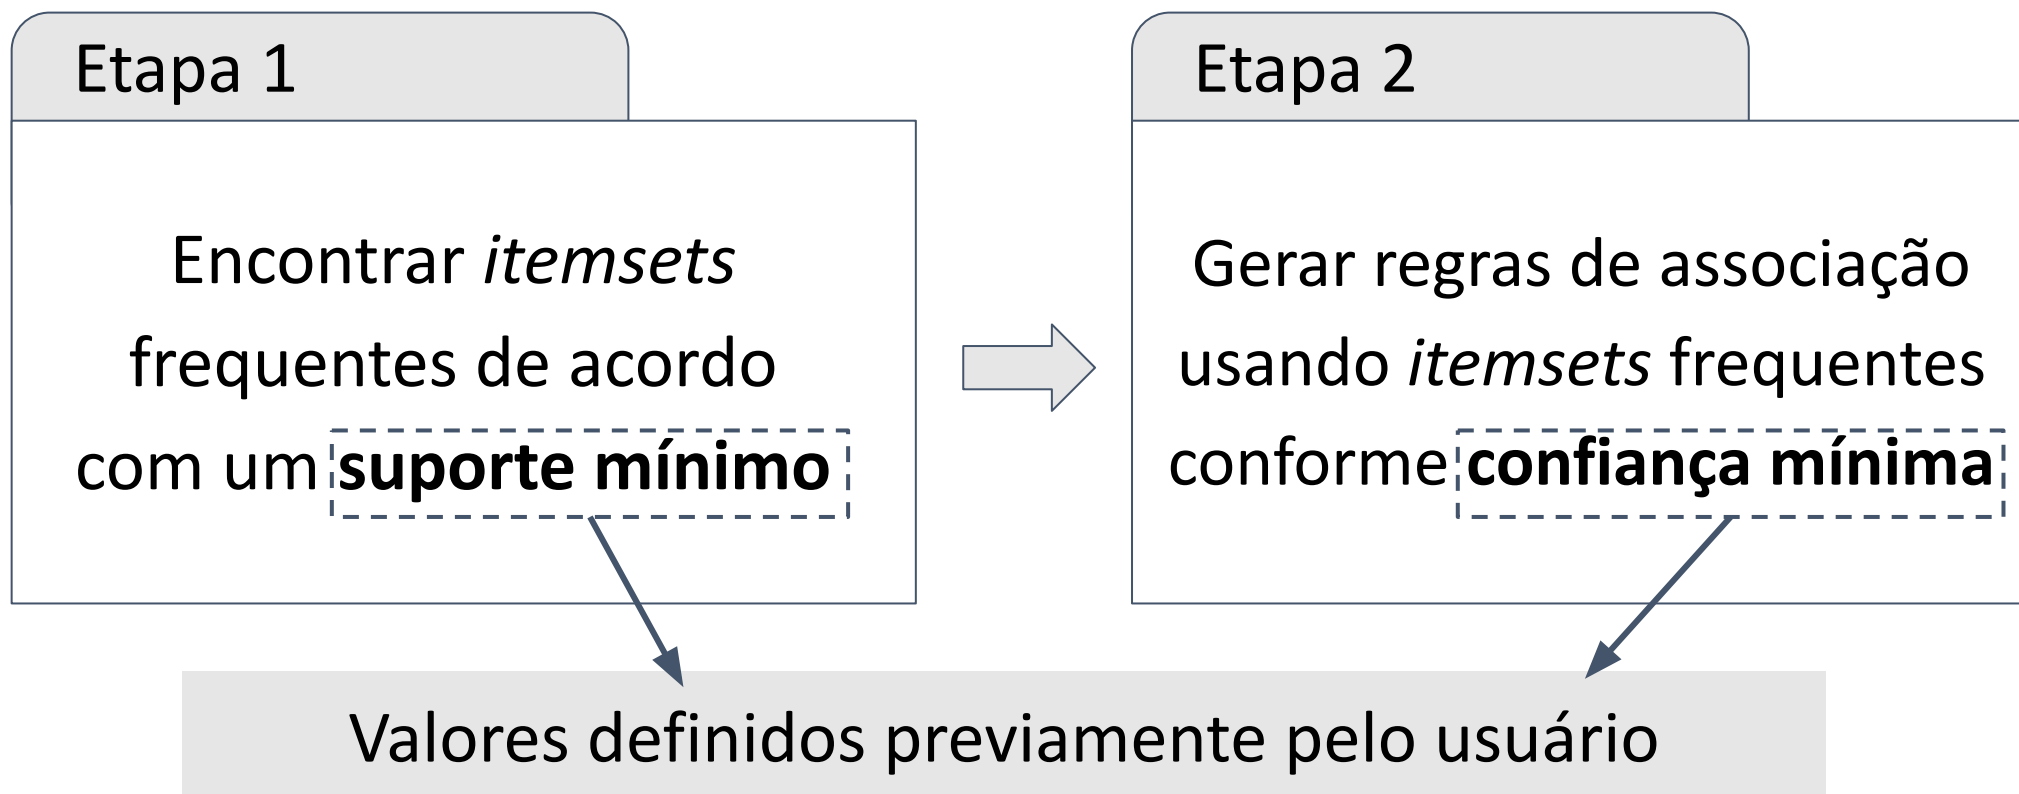 Etapa 1
Encontrar itemsets
frequentes de acordo
com um suporte mínimo
Etapa 2
Gerar regras de associação
usando itemsets frequentes
conforme confiança mínima
Valores definidos previamente pelo usuário